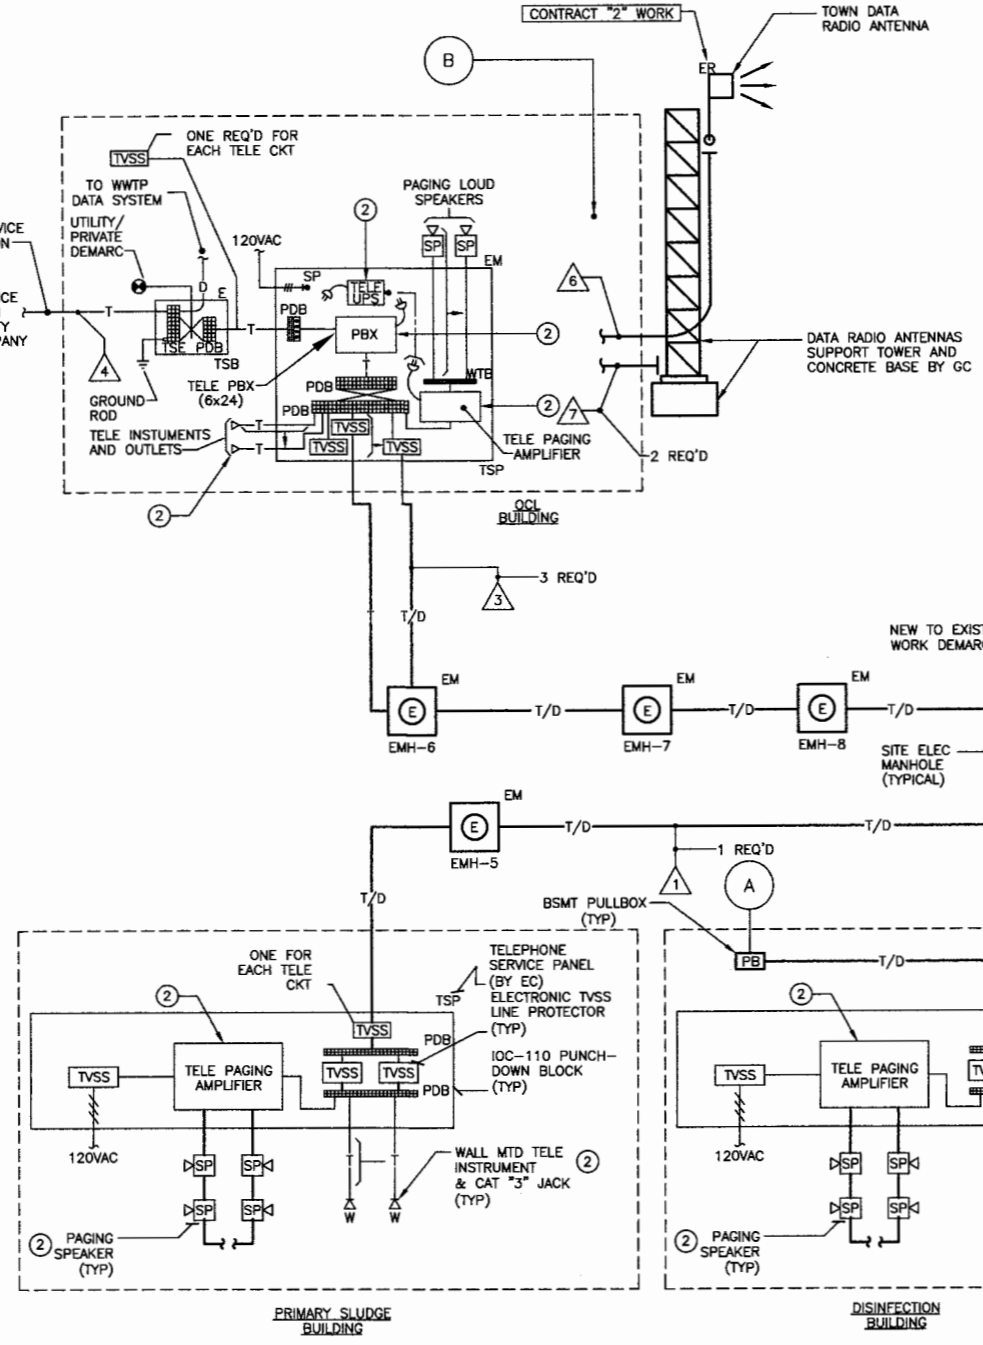 CONTRACT "2" WORK
TOWN DATA
RADIO ANTENNA
B
ER
ONE REQ'D FOR
EACH TELE CKT
TVSS
TO WWTP
DATA SYSTEM
PAGING LOUD
SPEAKERS
2
UTILITY/
PRIVATE
DEMARC
120VAC
SP
SP
EM
SP
6
TELE
UPS
D
E
PDB
T
T
PBX
2
TSE
PDB
TSB
4
TELE PBX
(6x24)
T
WTB
PDB
PDB
DATA RADIO ANTENNAS
SUPPORT TOWER AND
CONCRETE BASE BY GC
GROUND
ROD
2
7
TELE INSTUMENTS
AND OUTLETS
T
T
TVSS
TVSS
TVSS
TELE PAGING
AMPLIFIER
TSP
2 REQ'D
2
OCL
BUILDING
3 REQ'D
3
T
T/D
NEW TO EXIST
WORK DEMARC
EM
E
EMH-6
T/D
EM
E
EMH-7
T/D
EM
E
EMH-8
T/D
SITE ELEC
MANHOLE
(TYPICAL)
EM
E
EMH-5
T/D
T/D
1 REQ'D
1
A
T/D
BSMT PULLBOX
(TYP)
PB
T/D
ONE FOR
EACH TELE
CKT
TELEPHONE
SERVICE PANEL
(BY EC)
TSP
ELECTRONIC TVSS
LINE PROTECTOR
(TYP)
2
TVSS
PDB
IOC-110 PUNCH-
DOWN BLOCK
(TYP)
TVSS
TELE PAGING
AMPLIFIER
TVSS
TVSS
PDB
120VAC
T
T
WALL MTD TELE
INSTRUMENT
& CAT "3" JACK
(TYP)
2
SP
SP
SP
SP
W
W
2
PAGING
SPEAKER
(TYP)
PRIMARY SLUDGE
BUILDING
2
TVSS
TELE PAGING
AMPLIFIER
120VAC
SP
SP
SP
SP
2
PAGING
SPEAKER
(TYP)
DISINFECTION
BUILDING